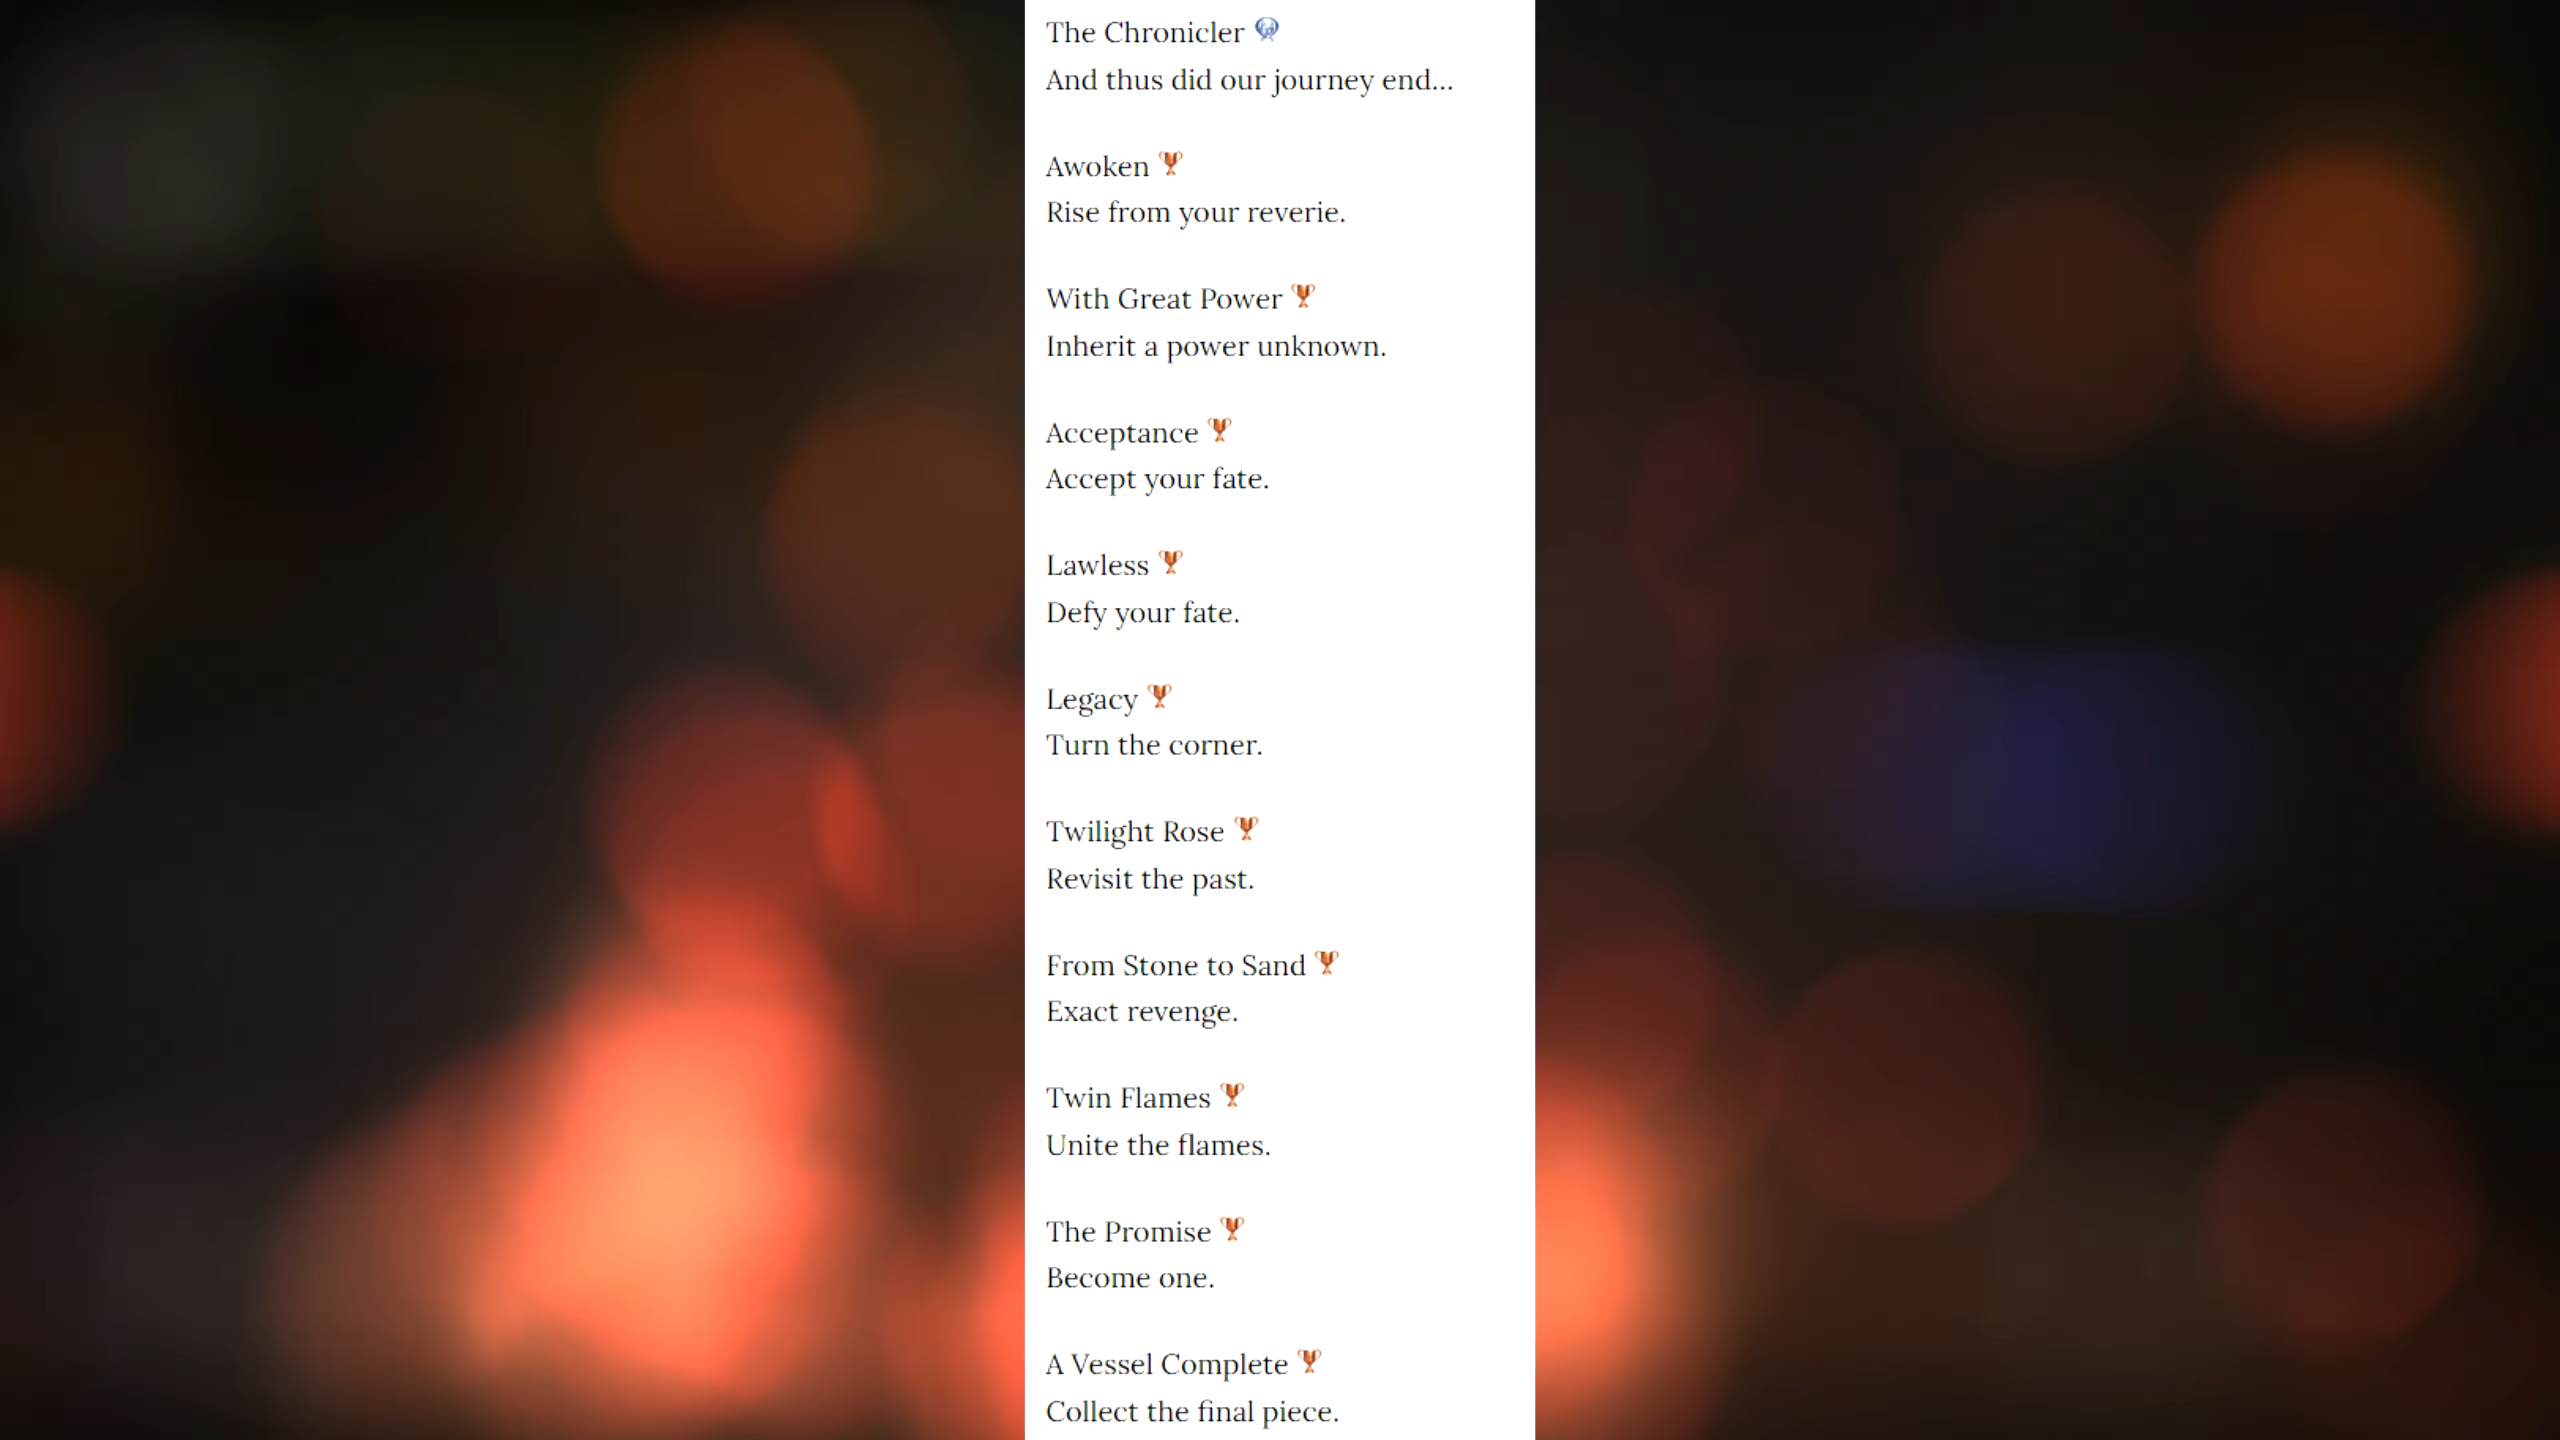 The Chronicler
And thus did our journey end...
Awoken
Rise from your reverie.
With Great Power
Inherit a power unknown.
Acceptance
Accept your fate.
Lawless
Defy your fate.
Legacy
Turn the corner.
Twilight Rose
Revisit the past.
From Stone to Sand
Exact revenge.
Twin Flames
Unite the flames.
The Promise
Become one.
A Vessel Complete
Collect the final piece.